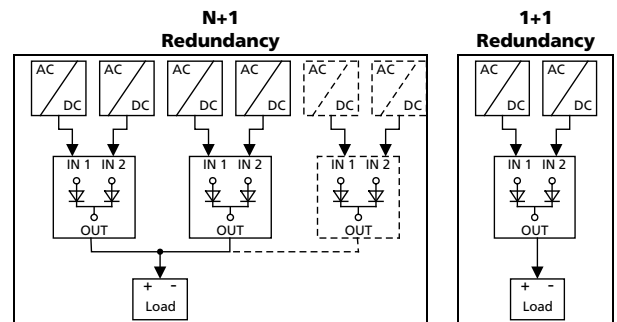 N+1
Redundancy
1+1
Redundancy
AC
DC
AC
DC
AC
DC
AC
DC
AC
DC
AC
DC
AC
DC
AC
DC
IN 1 IN 2
OUT
IN 1 IN 2
OUT
IN 1 IN 2
OUT
IN 1 IN 2
OUT
+ -
Load
+ -
Load